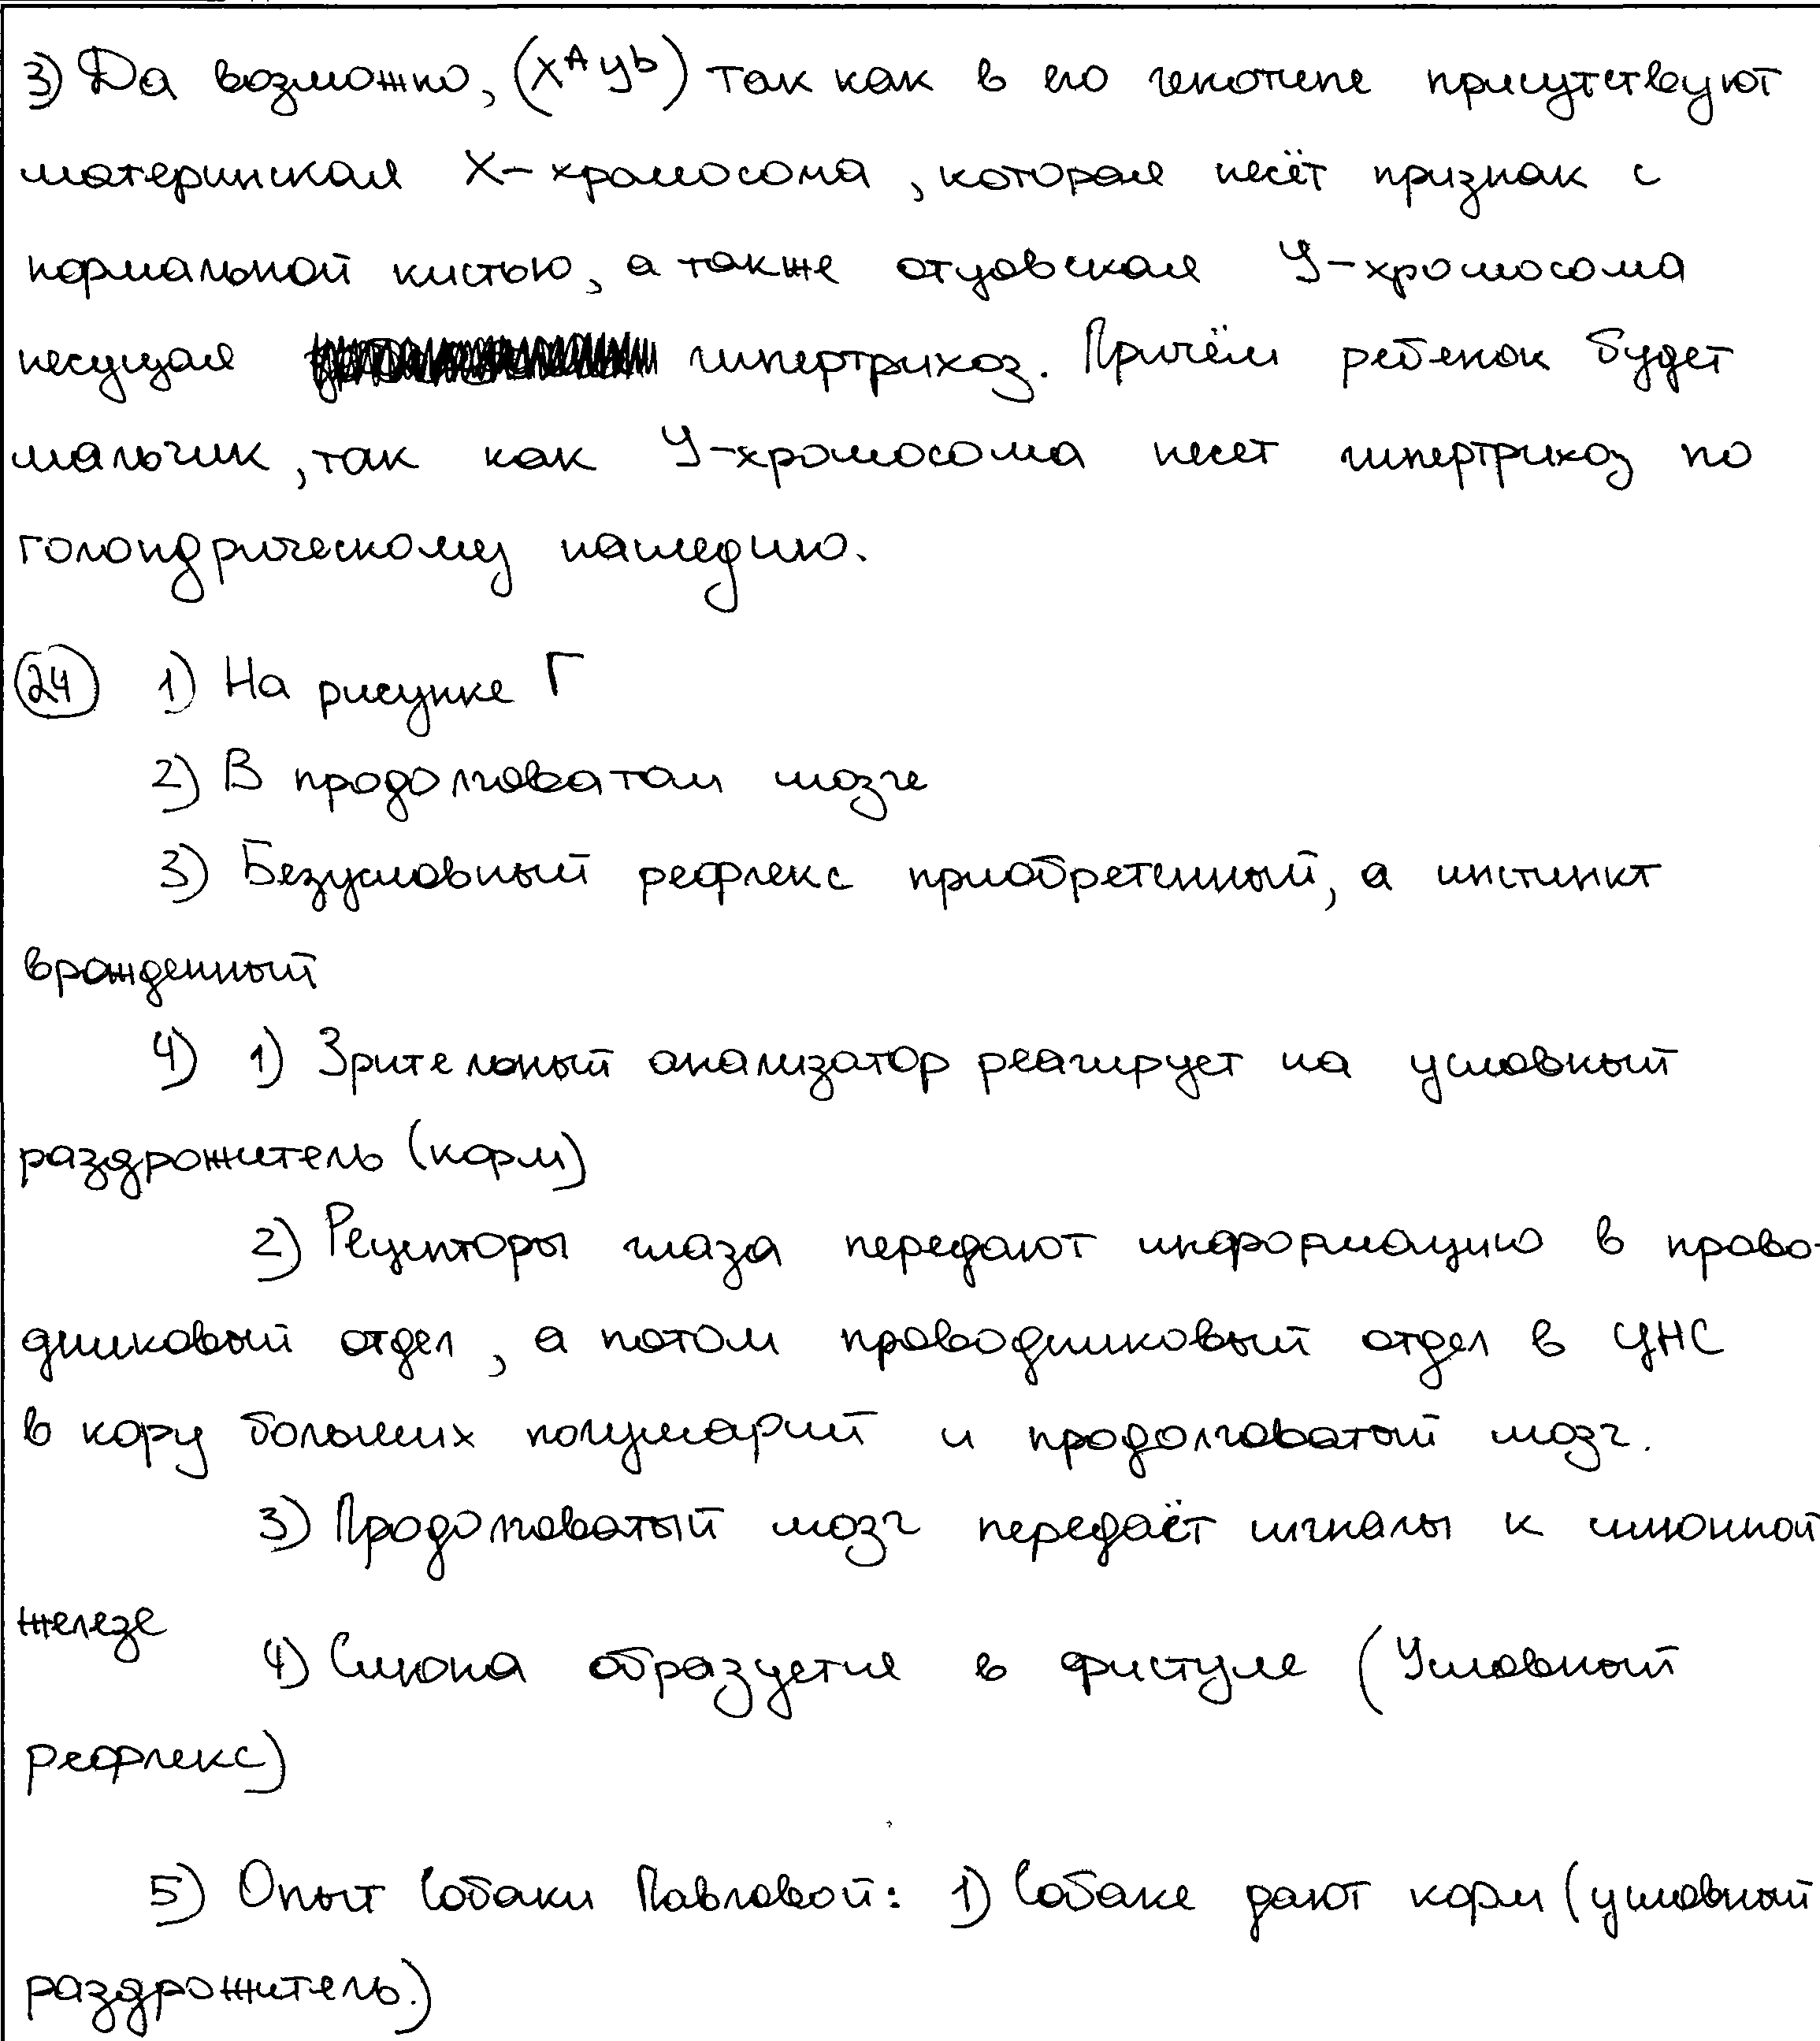 3) Да возможно, (X^A y^b) так как в его генотипе присутствуют
материнская X-хромосома, которая несёт признак с
нормальной кистью, а также отцовская У-хромосома
несущая гипертрихоз. Причём ребенок будет
мальчик, так как У-хромосома несет гипертрихоз по
голондрическому наследию.
24 1) На рисунке Г
2) В продолговатом мозге
3) Безусловный рефлекс приобретенный, а инстинкт
врожденный
4) 1) Зрительный анализатор реагирует на условный
раздрожитель (корм)
2) Рецепторы глаза передают информацию в прово-
дниковый отдел, а потом проводниковый отдел в ЦНС
в кору больших полушарий и продолговатый мозг.
3) Продолговатый мозг передаёт сигналы к слюнной
железе
4) Слюна образуется в фистуле (Условный
рефлекс)
5) Опыт Собаки Павловой: 1) Собаке дают корм (условный
раздрожитель.)